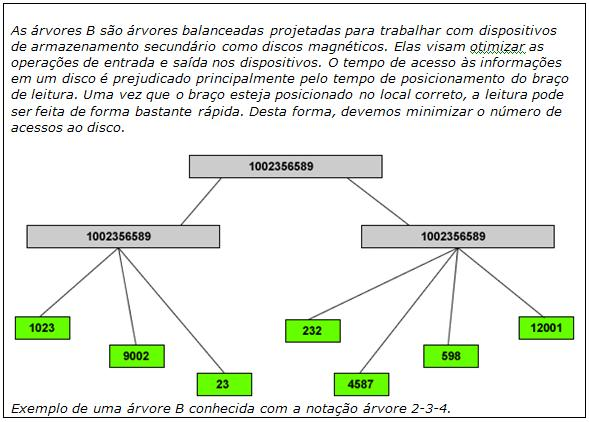 As árvores B são árvores balanceadas projetadas para trabalhar com dispositivos
de armazenamento secundário como discos magnéticos. Elas visam otimizar as
operações de entrada e saída nos dispositivos. O tempo de acesso às informações
em um disco é prejudicado principalmente pelo tempo de posicionamento do braço
de leitura. Uma vez que o braço esteja posicionado no local correto, a leitura pode
ser feita de forma bastante rápida. Desta forma, devemos minimizar o número de
acessos ao disco.
1002356589
1002356589
1002356589
1023
232
12001
9002
598
23
4587
Exemplo de uma árvore B conhecida com a notação árvore 2-3-4.